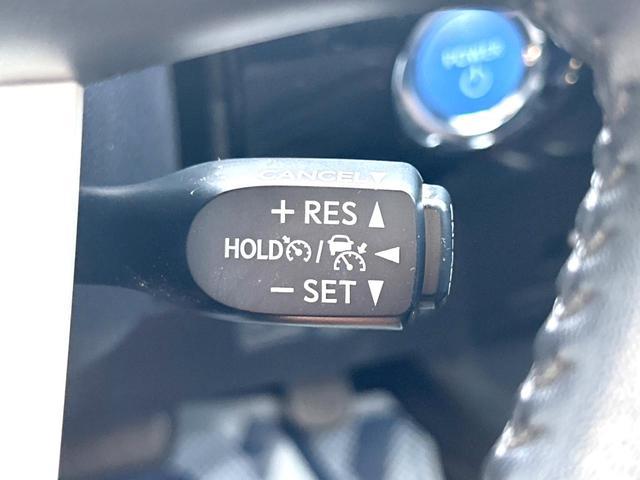 POWER
CANCEL▼
+ RES ▲
HOLD / ◄
− SET ▼